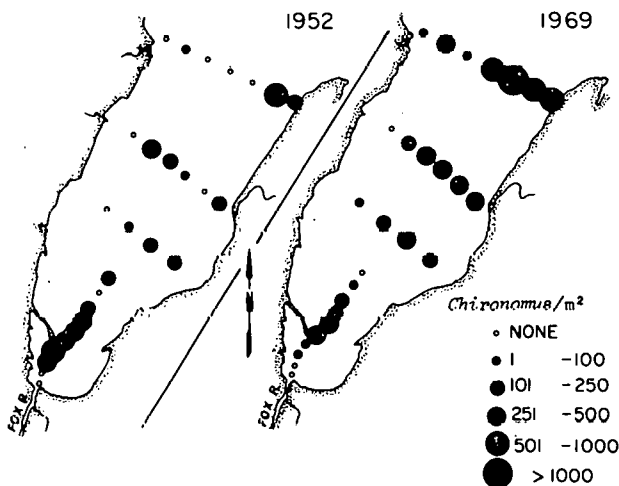 1952
1969
Chironomus/m²
NONE
1 -100
101 -250
251 -500
501 -1000
> 1000
FOX R.
FOX R.
N